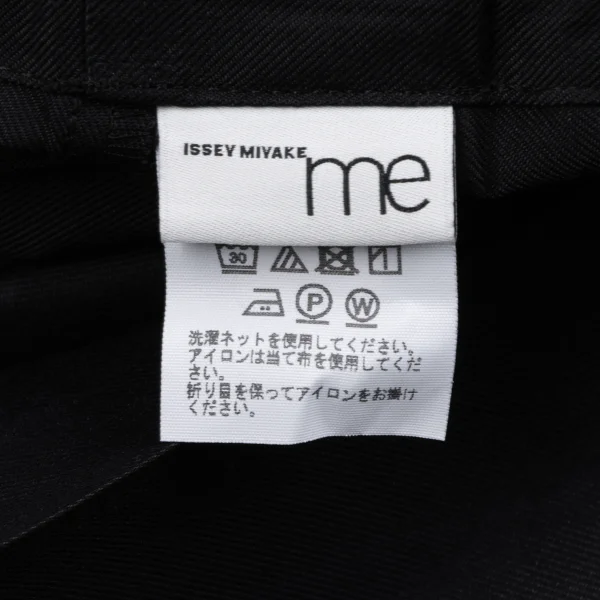 ISSEY MIYAKE me
30
P W
洗濯ネットを使用してください。
アイロンは当て布を使用してくだ
さい。
折り目を保ってアイロンをお掛け
ください。